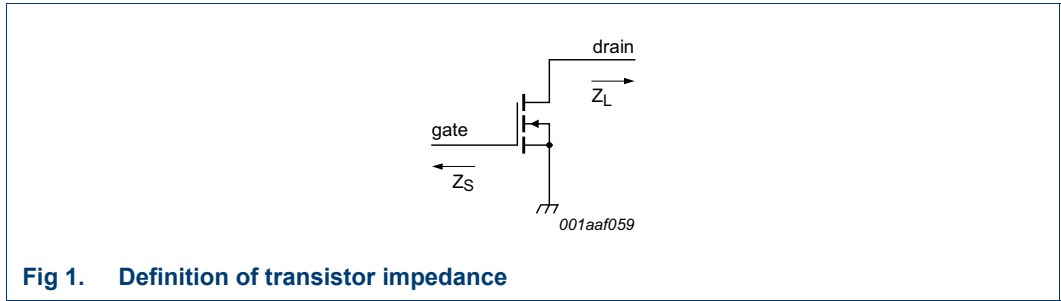 drain
Z_L
gate
Z_S
001aaf059
Fig 1. Definition of transistor impedance